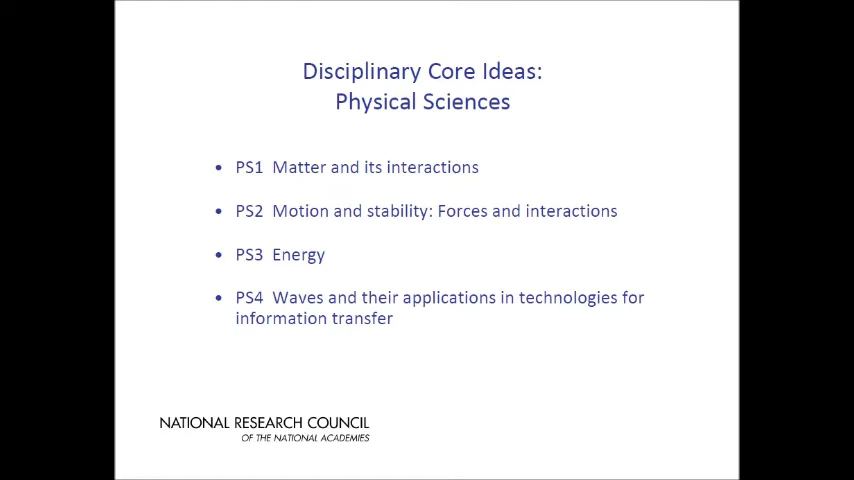 Disciplinary Core Ideas:
Physical Sciences
• PS1 Matter and its interactions
• PS2 Motion and stability: Forces and interactions
• PS3 Energy
• PS4 Waves and their applications in technologies for
information transfer
NATIONAL RESEARCH COUNCIL
OF THE NATIONAL ACADEMIES